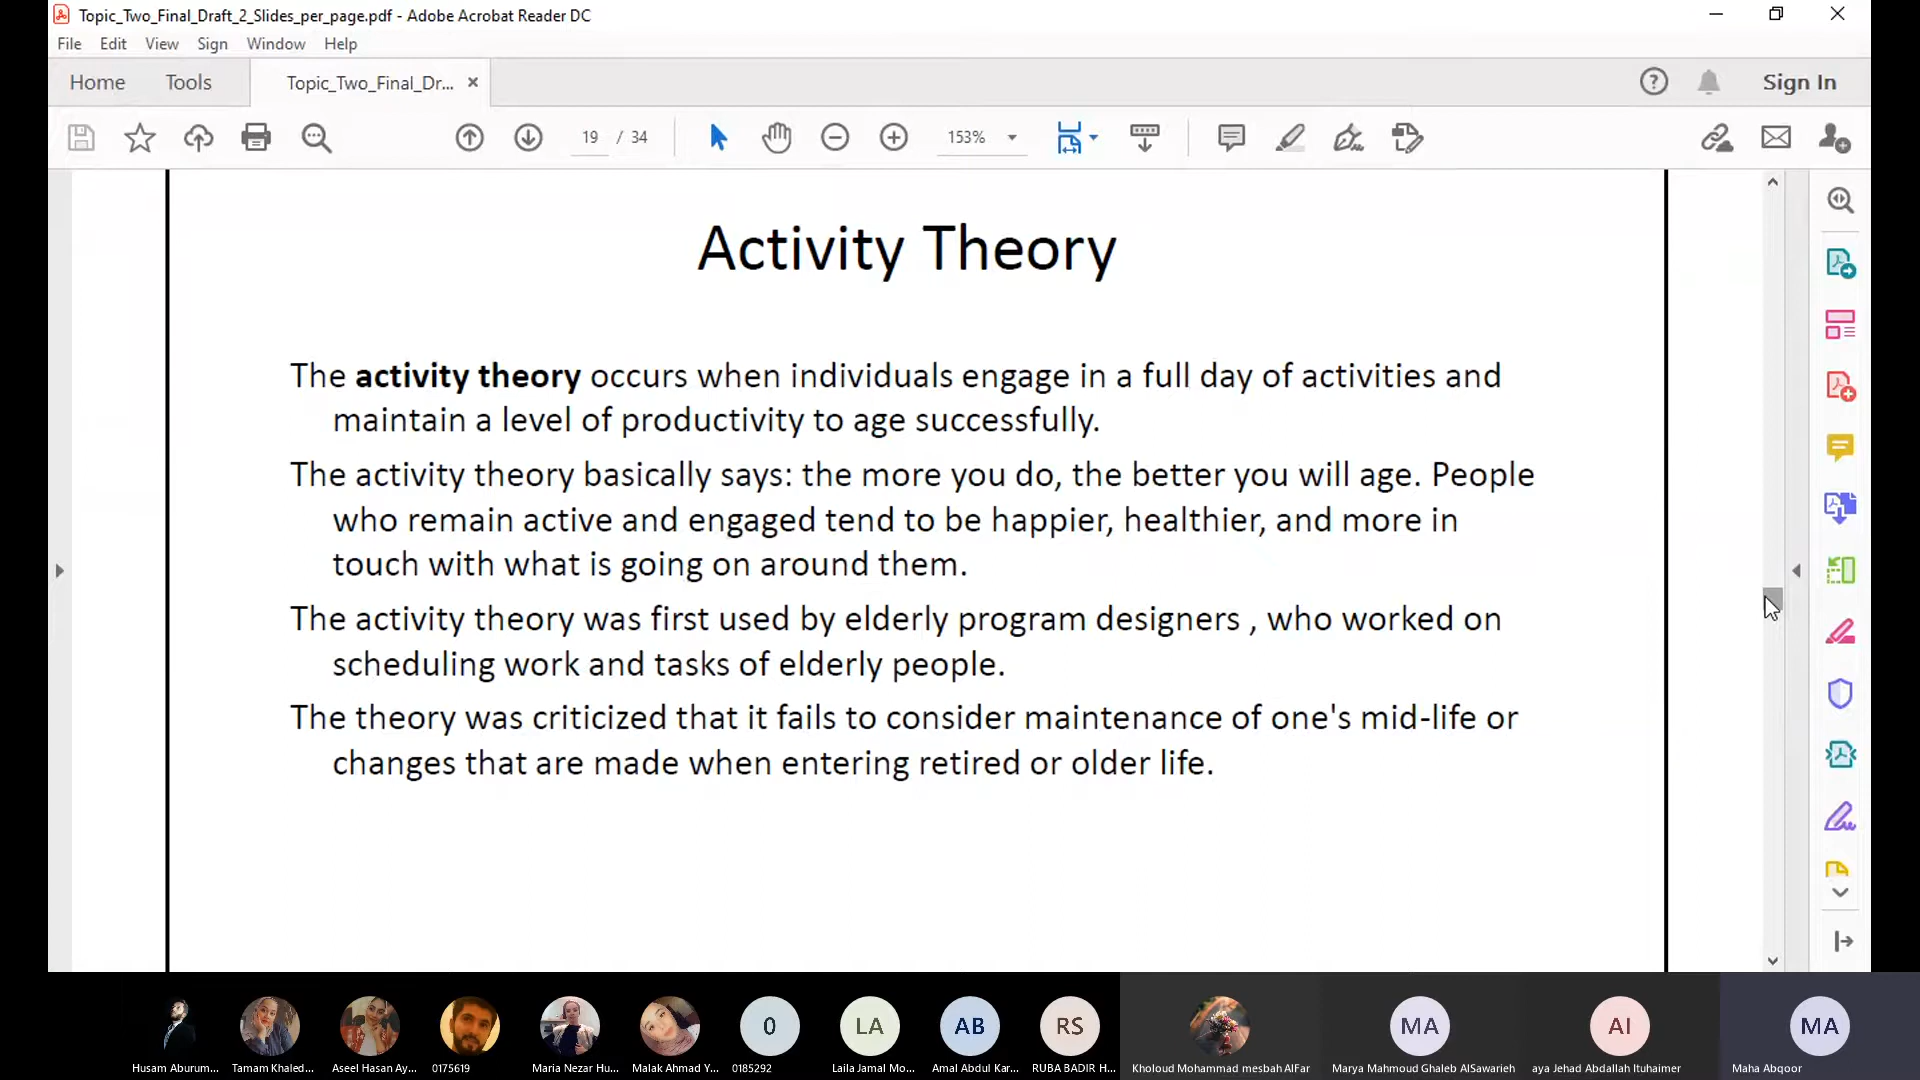 Topic_Two_Final_Draft_2_Slides_per_page.pdf - Adobe Acrobat Reader DC
File Edit View Sign Window Help
Home Tools Topic_Two_Final_Dr... × Sign In
19 / 34 153%
Activity Theory
The activity theory occurs when individuals engage in a full day of activities and
maintain a level of productivity to age successfully.
The activity theory basically says: the more you do, the better you will age. People
who remain active and engaged tend to be happier, healthier, and more in
touch with what is going on around them.
The activity theory was first used by elderly program designers , who worked on
scheduling work and tasks of elderly people.
The theory was criticized that it fails to consider maintenance of one's mid-life or
changes that are made when entering retired or older life.
0 LA AB RS MA AI MA
Husam Aburum... Tamam Khaled... Aseel Hasan Ay... 0175619 Maria Nezar Hu... Malak Ahmad Y... 0185292 Laila Jamal Mo... Amal Abdul Kar... RUBA BADIR H... Kholoud Mohammad mesbah AlFar Marya Mahmoud Ghaleb AlSawarieh aya Jehad Abdallah Ituhaimer Maha Abqoor